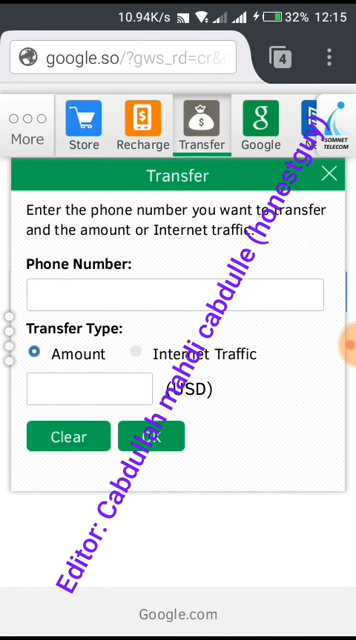 10.94K/s 32% 12:15
google.so/?gws_rd=cr&
4
More Store Recharge Transfer Google
SOMNET
TELECOM
Transfer
Enter the phone number you want to transfer
and the amount or Internet traffic.
Phone Number:
Transfer Type:
Amount Internet Traffic
(USD)
Clear OK
Editor: Cabdullah mahdi cabdulle (honestguy)
Google.com